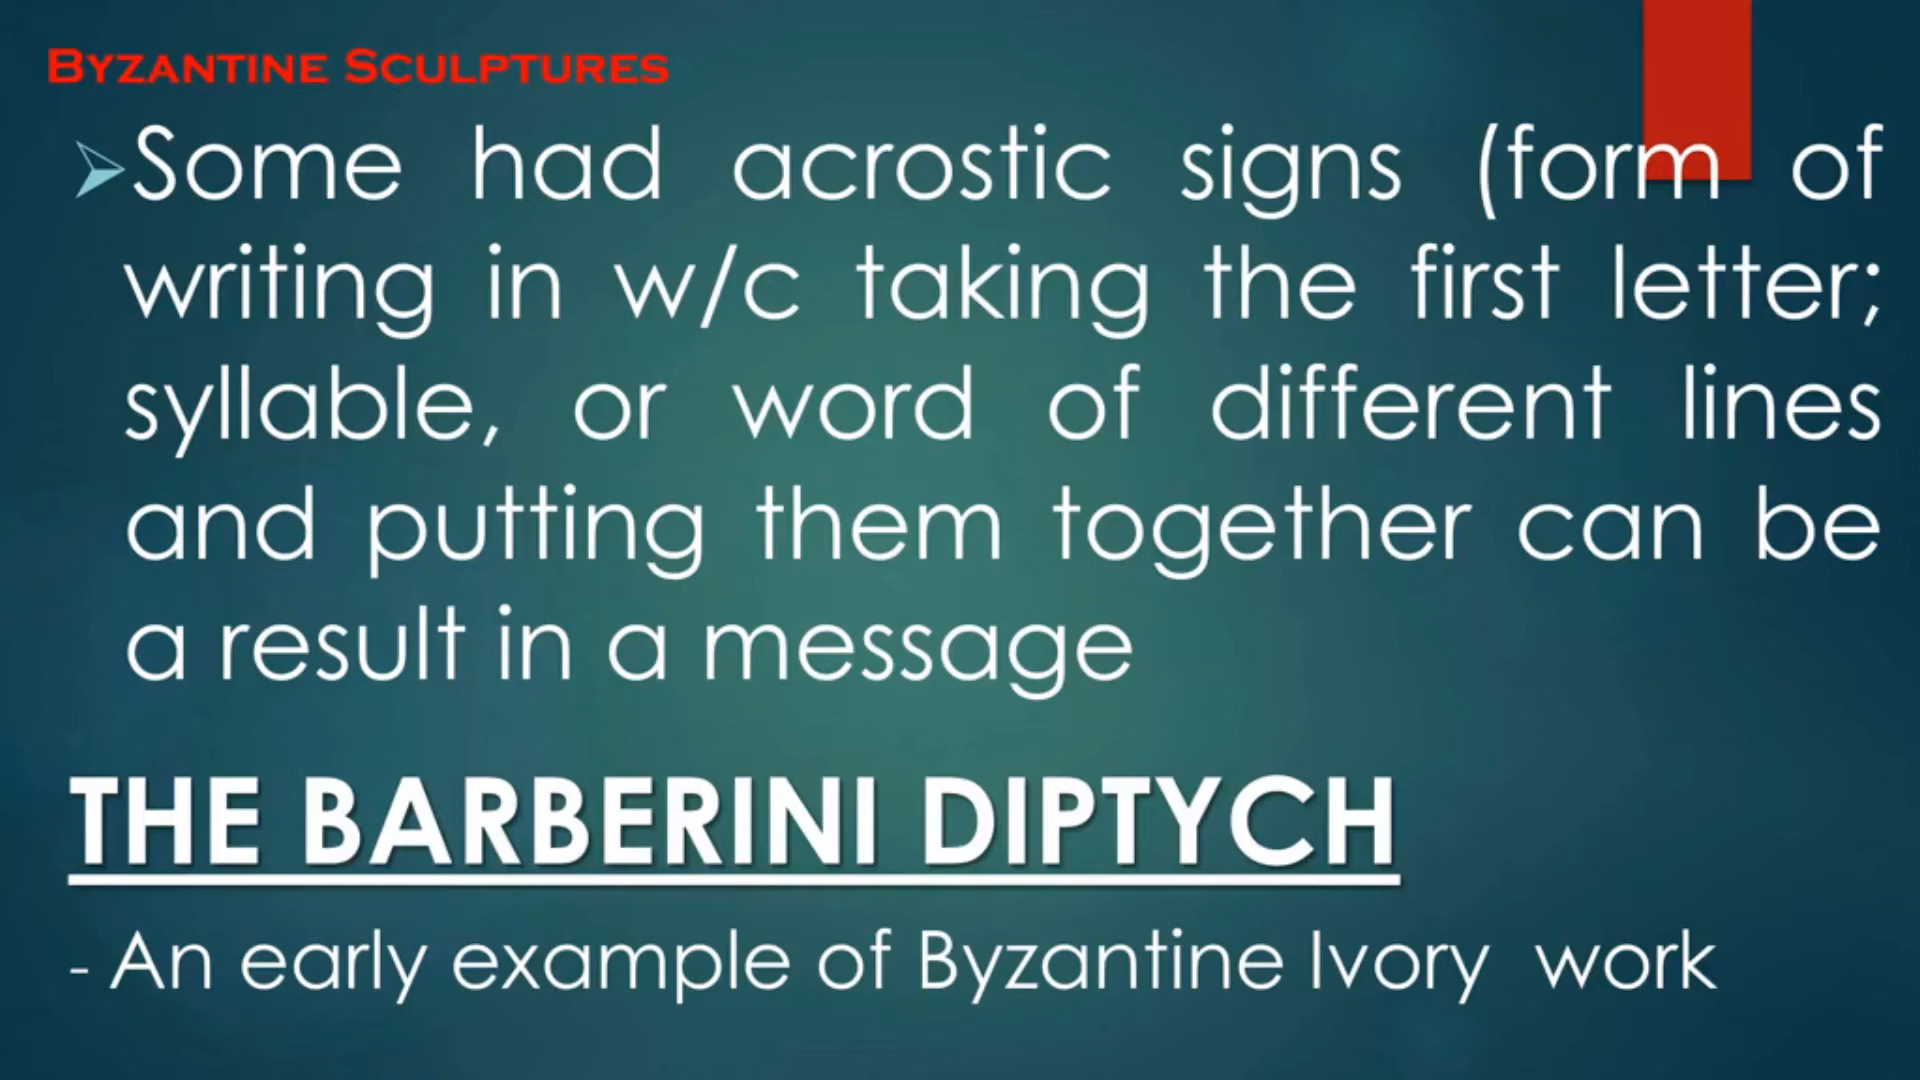 BYZANTINE SCULPTURES
➢Some had acrostic signs (form of
writing in w/c taking the first letter;
syllable, or word of different lines
and putting them together can be
a result in a message
THE BARBERINI DIPTYCH
- An early example of Byzantine Ivory work